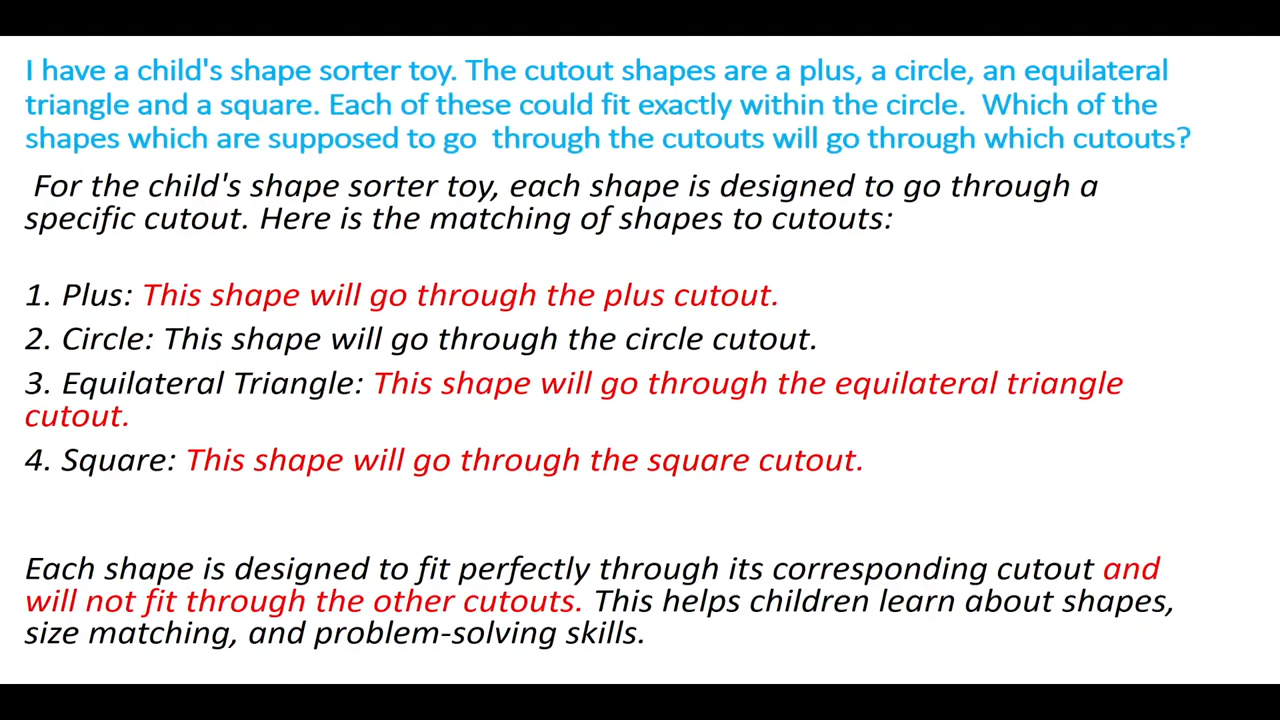 I have a child's shape sorter toy. The cutout shapes are a plus, a circle, an equilateral
triangle and a square. Each of these could fit exactly within the circle.  Which of the
shapes which are supposed to go  through the cutouts will go through which cutouts?
For the child's shape sorter toy, each shape is designed to go through a
specific cutout. Here is the matching of shapes to cutouts:
1. Plus: This shape will go through the plus cutout.
2. Circle: This shape will go through the circle cutout.
3. Equilateral Triangle: This shape will go through the equilateral triangle
cutout.
4. Square: This shape will go through the square cutout.
Each shape is designed to fit perfectly through its corresponding cutout and
will not fit through the other cutouts. This helps children learn about shapes,
size matching, and problem-solving skills.